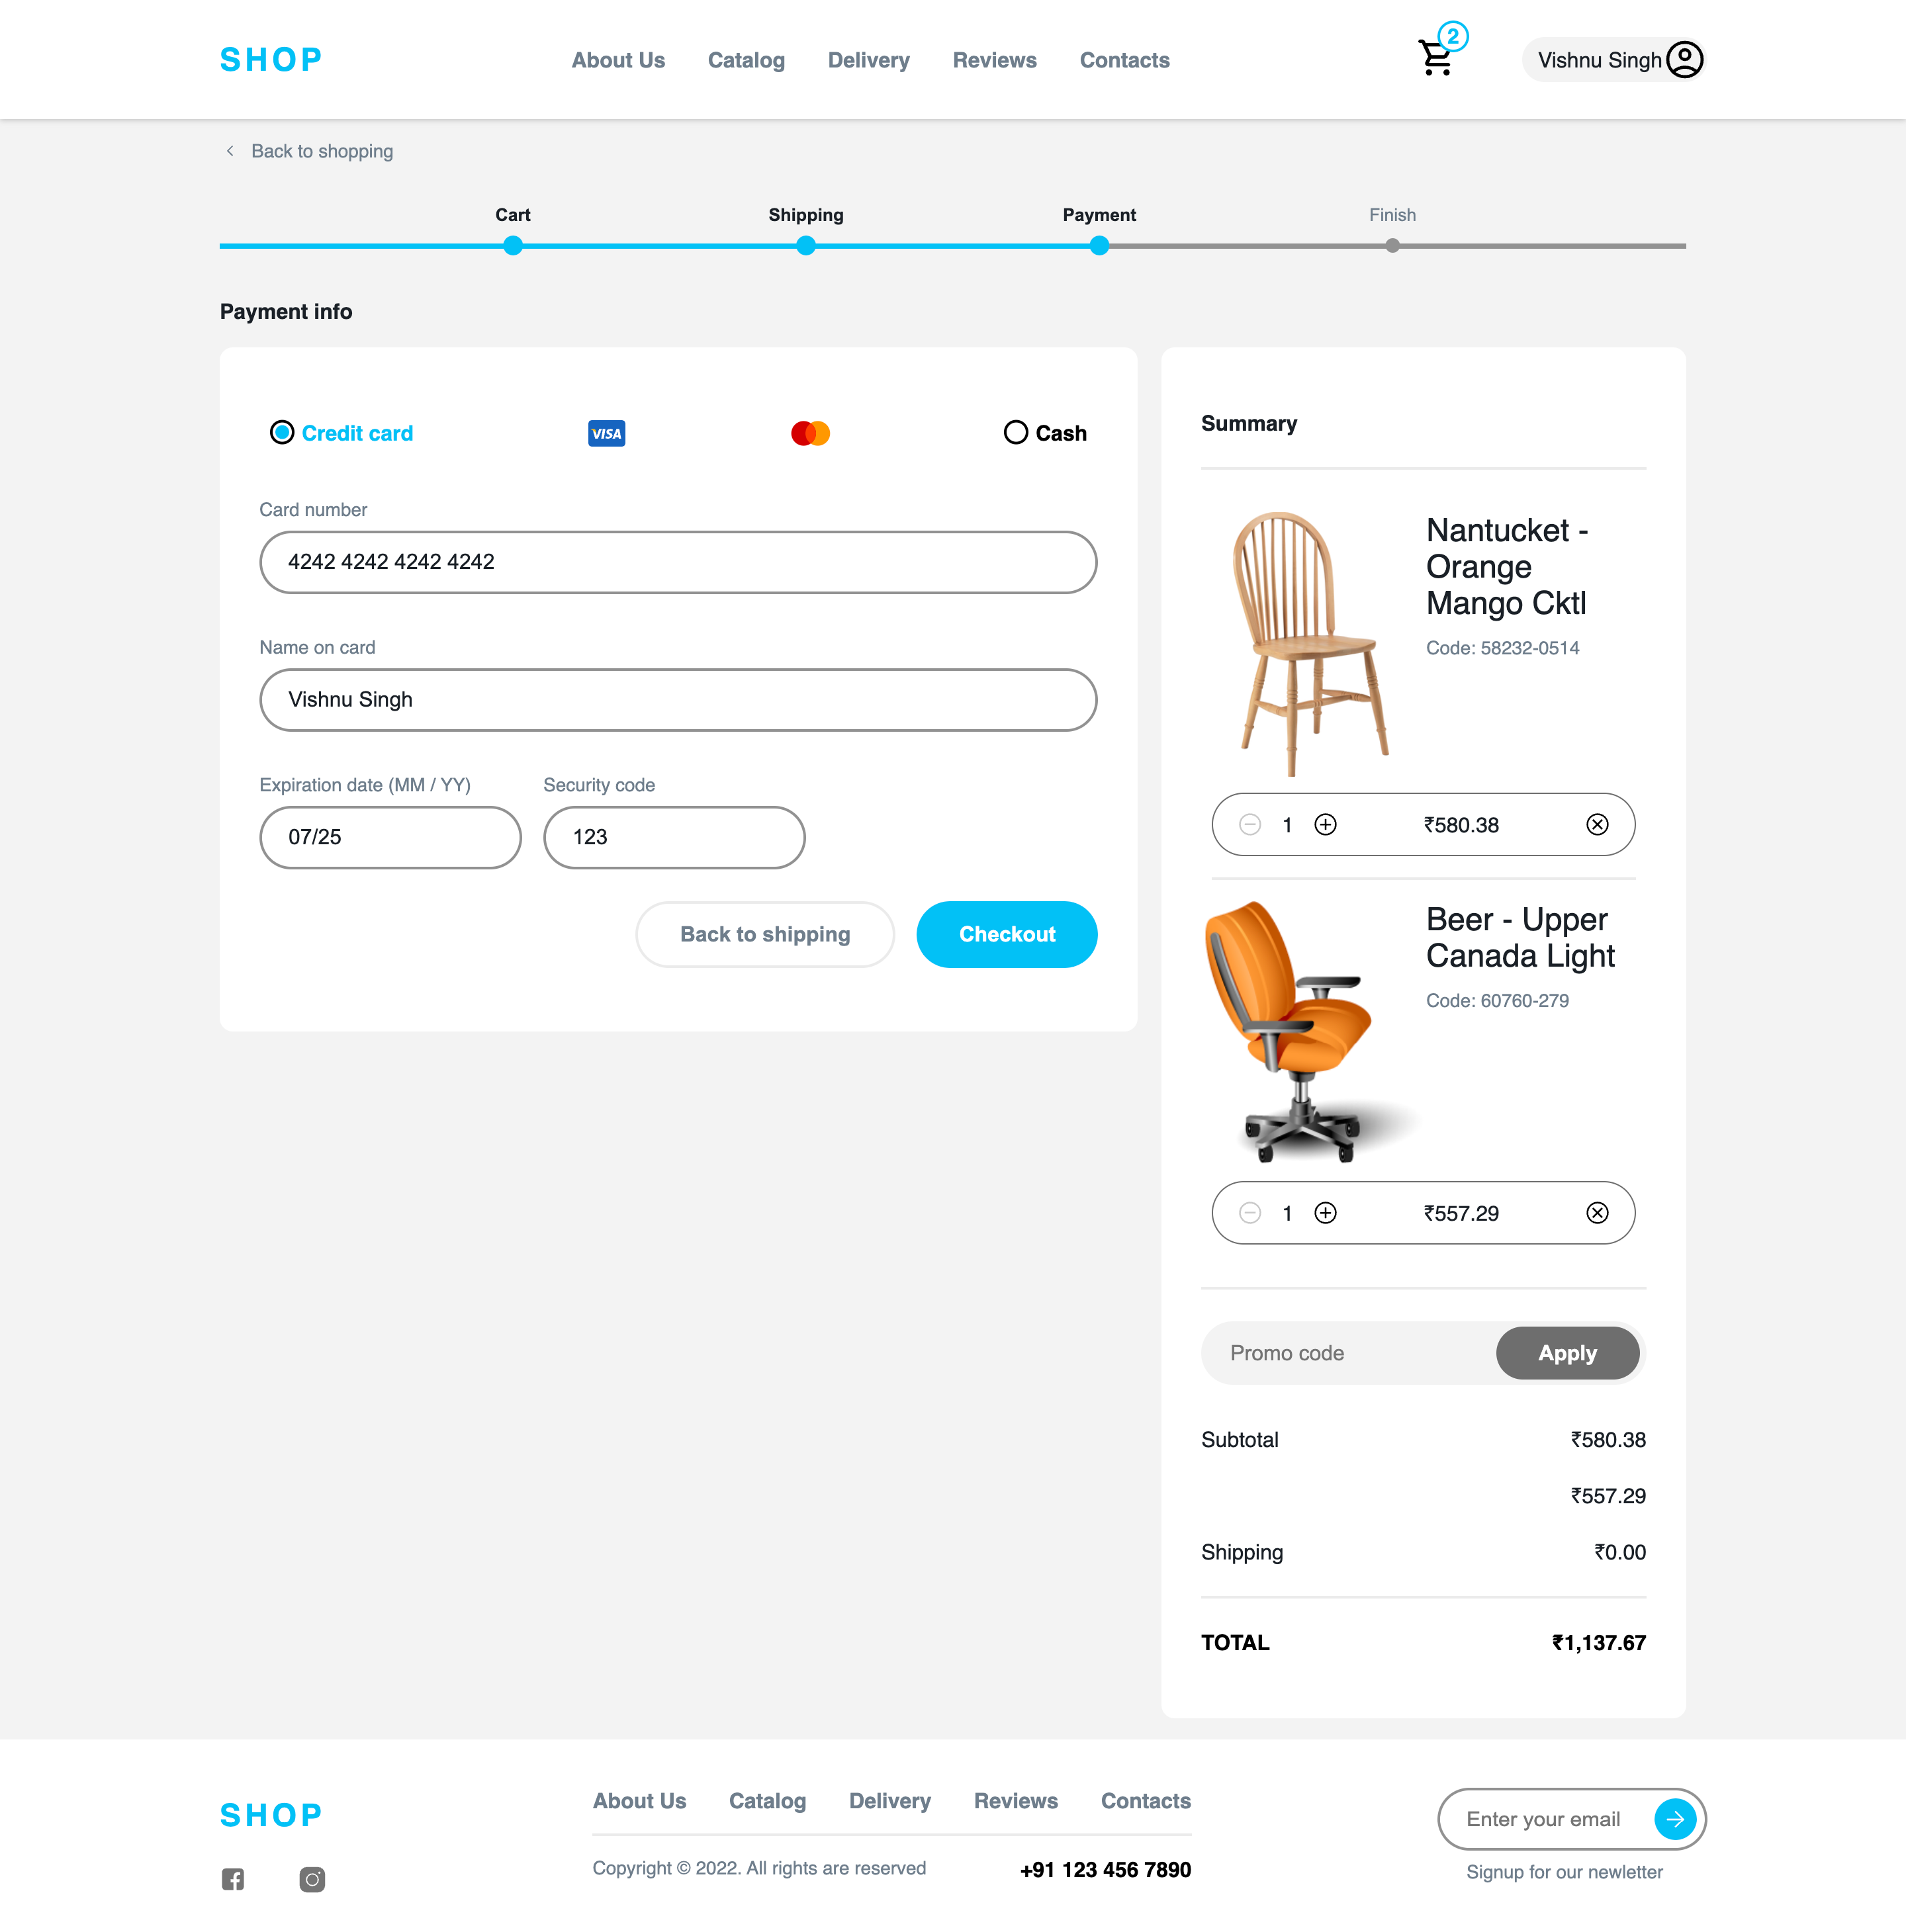 SHOP
About Us
Catalog
Delivery
Reviews
Contacts
2
Vishnu Singh
Back to shopping
Cart
Shipping
Payment
Finish
Payment info
Credit card
VISA
Cash
Card number
4242 4242 4242 4242
Name on card
Vishnu Singh
Expiration date (MM / YY)
Security code
07/25
123
Back to shipping
Checkout
Summary
Nantucket -
Orange
Mango Cktl
Code: 58232-0514
1
₹580.38
Beer - Upper
Canada Light
Code: 60760-279
1
₹557.29
Promo code
Apply
Subtotal
₹580.38
₹557.29
Shipping
₹0.00
TOTAL
₹1,137.67
SHOP
About Us
Catalog
Delivery
Reviews
Contacts
Copyright © 2022. All rights are reserved
+91 123 456 7890
Enter your email
Signup for our newletter